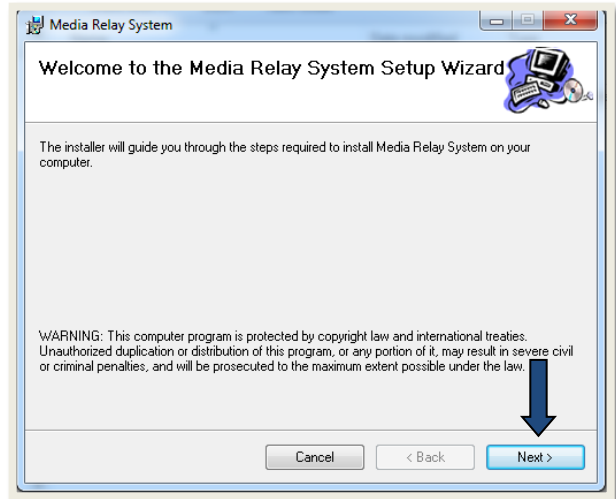 Media Relay System
Welcome to the Media Relay System Setup Wizard
The installer will guide you through the steps required to install Media Relay System on your
computer.
WARNING: This computer program is protected by copyright law and international treaties.
Unauthorized duplication or distribution of this program, or any portion of it, may result in severe civil
or criminal penalties, and will be prosecuted to the maximum extent possible under the law.
Cancel
< Back
Next >